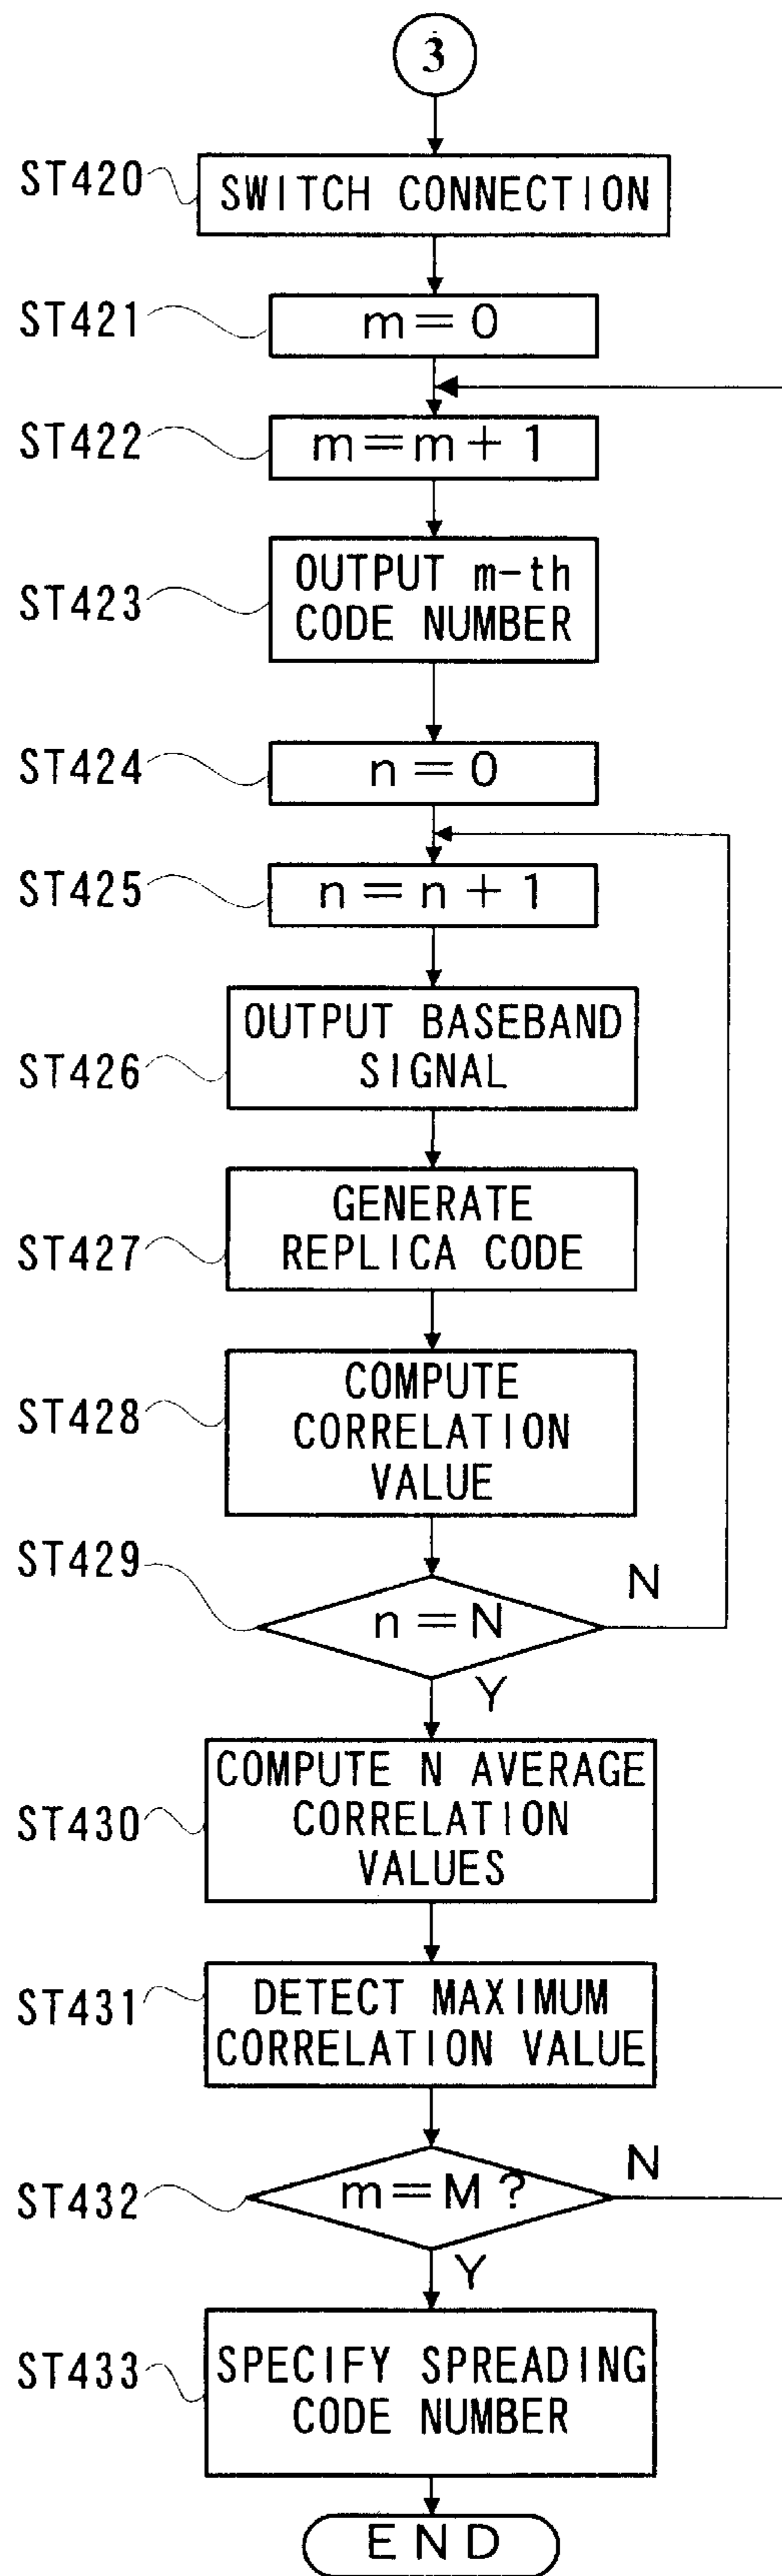 3
ST420
SWITCH CONNECTION
ST421
m=0
ST422
m=m+1
ST423
OUTPUT m-th
CODE NUMBER
ST424
n=0
ST425
n=n+1
ST426
OUTPUT BASEBAND
SIGNAL
ST427
GENERATE
REPLICA CODE
ST428
COMPUTE
CORRELATION
VALUE
ST429
n=N
N
Y
ST430
COMPUTE N AVERAGE
CORRELATION
VALUES
ST431
DETECT MAXIMUM
CORRELATION VALUE
ST432
m=M?
N
Y
ST433
SPECIFY SPREADING
CODE NUMBER
END